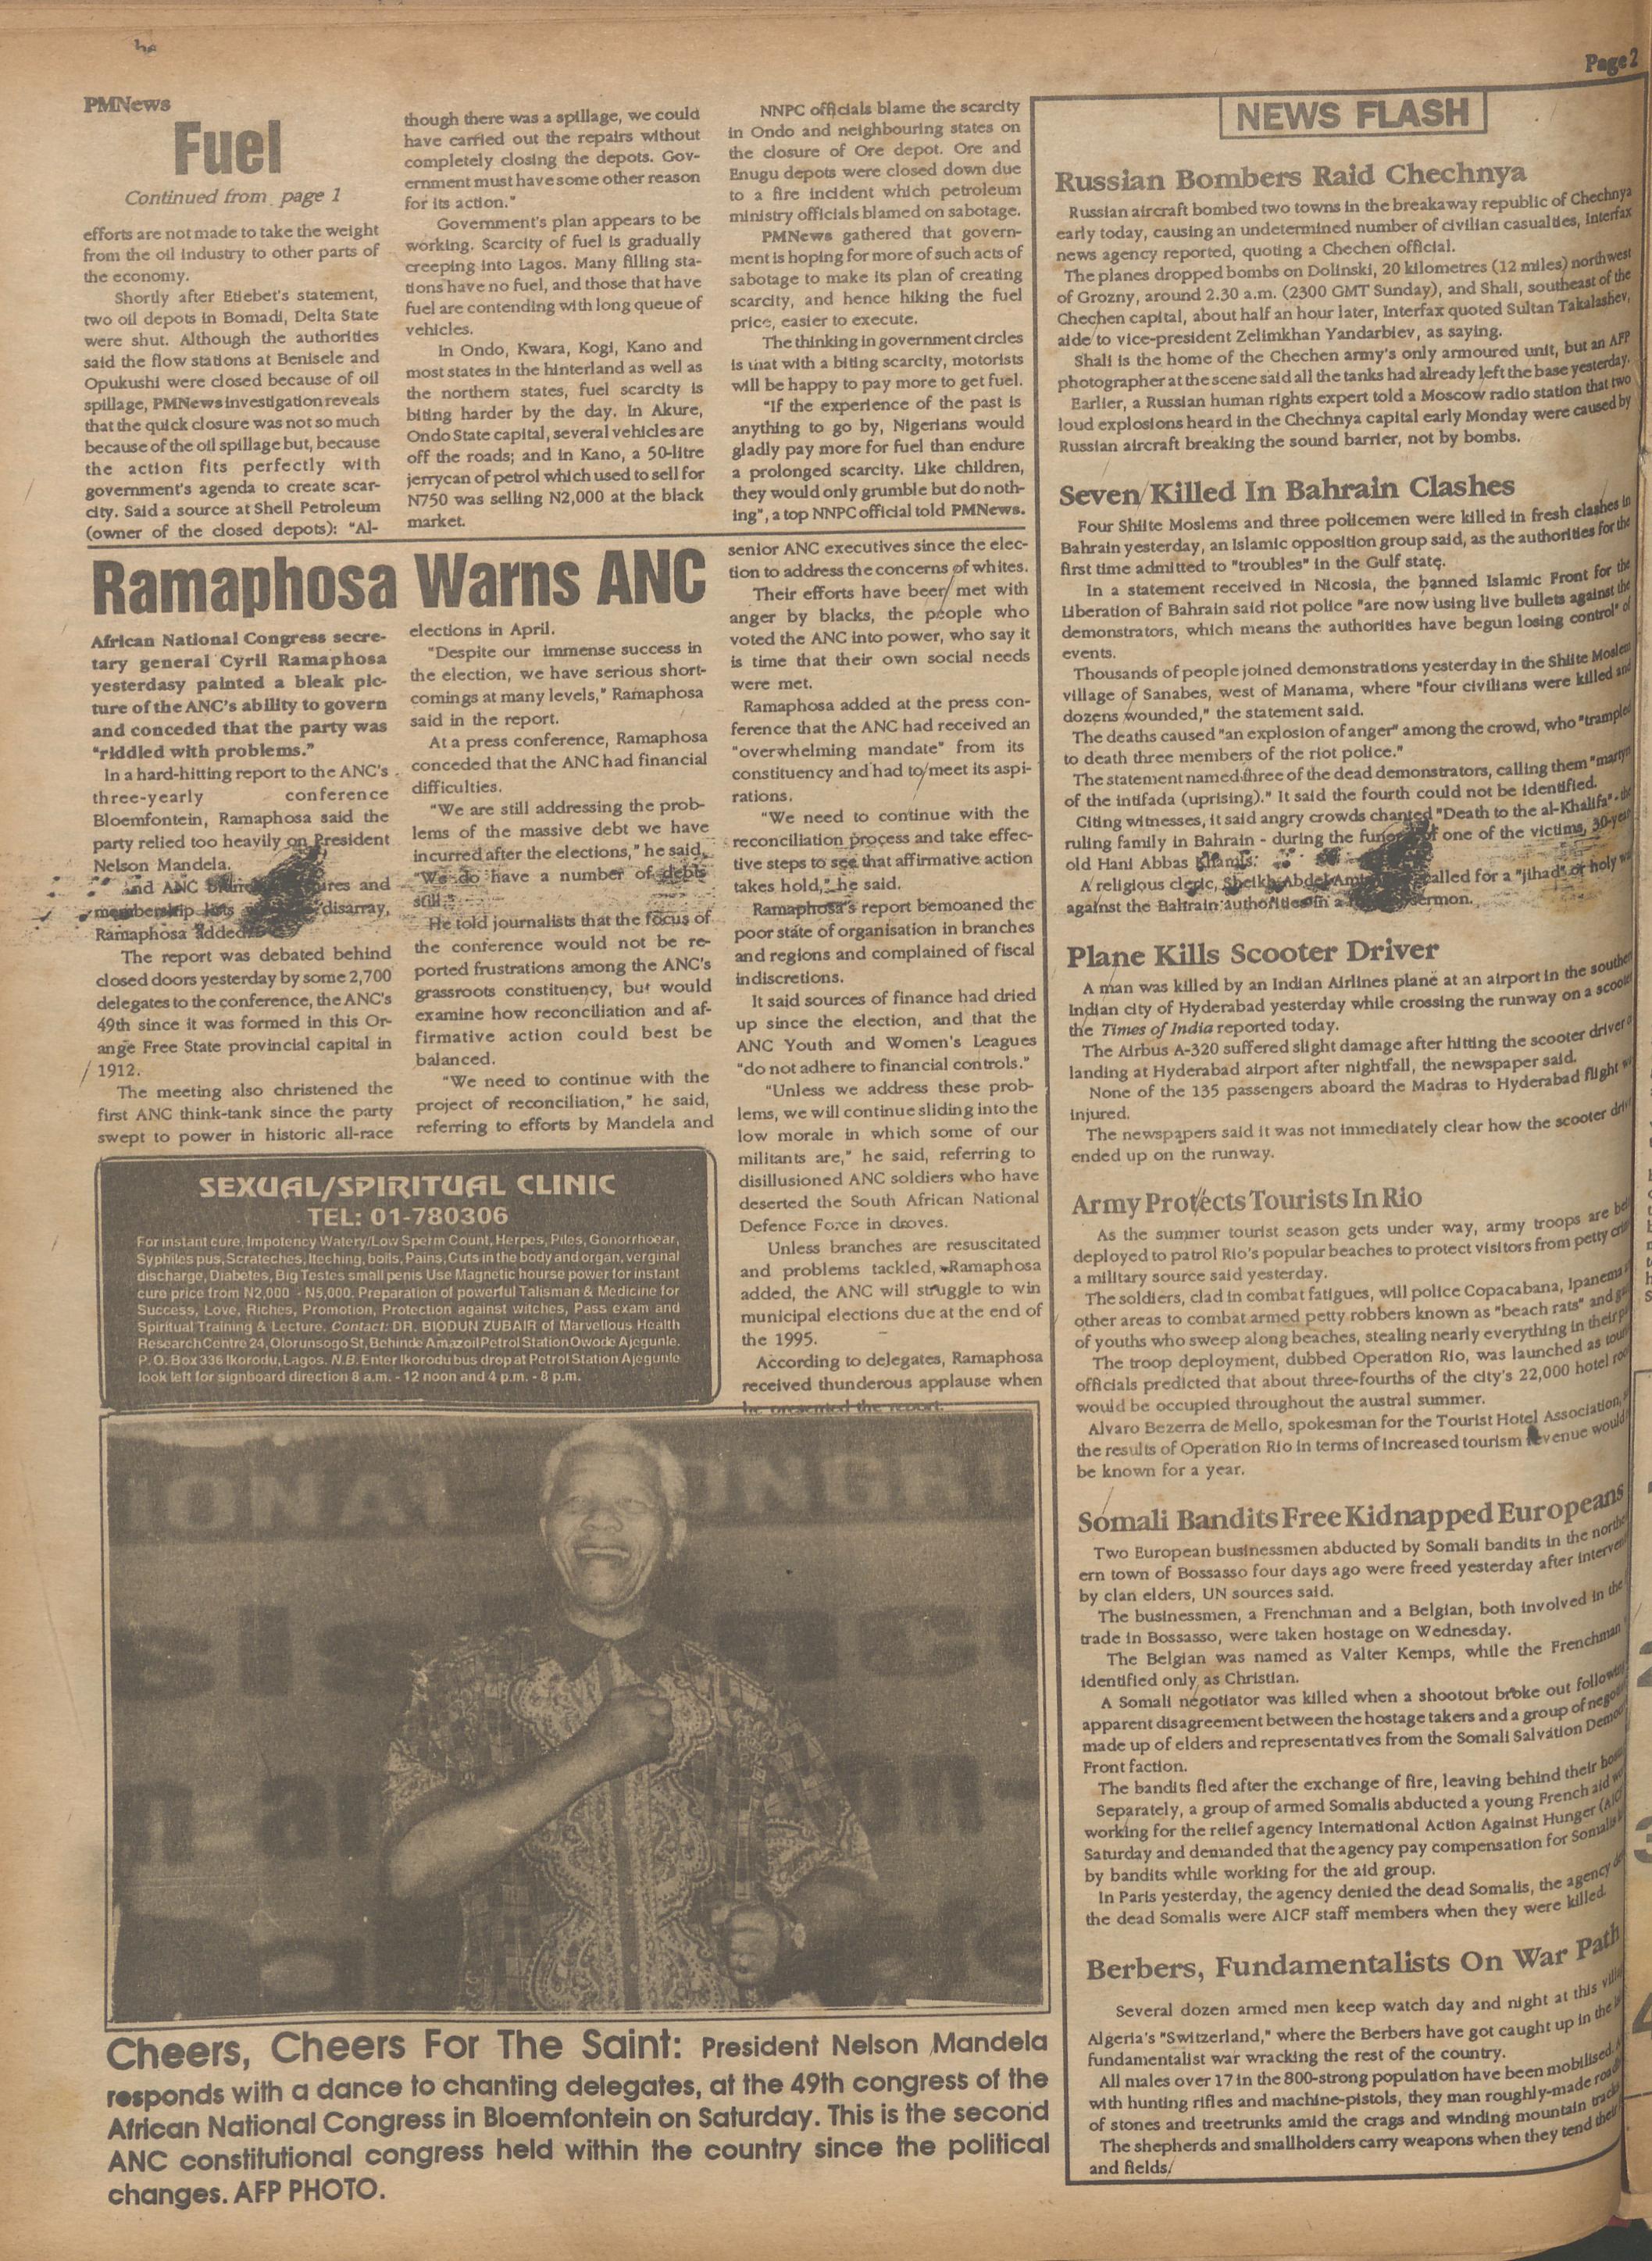 Page 2
PMNews
Fuel
Continued from page 1
efforts are not made to take the weight
from the oil industry to other parts of
the economy.
Shortly after Etiebet's statement,
two oil depots in Bomadi, Delta State
were shut. Although the authorities
said the flow stations at Benisele and
Opukushi were closed because of oil
spillage, PMNews investigation reveals
that the quick closure was not so much
because of the oil spillage but, because
the action fits perfectly with
government's agenda to create scar-
city. Said a source at Shell Petroleum
(owner of the closed depots): "Al-
though there was a spillage, we could
have carried out the repairs without
completely closing the depots. Gov-
ernment must have some other reason
for its action."
Government's plan appears to be
working. Scarcity of fuel is gradually
creeping into Lagos. Many filling sta-
tions have no fuel, and those that have
fuel are contending with long queue of
vehicles.
In Ondo, Kwara, Kogi, Kano and
most states in the hinterland as well as
the northern states, fuel scarcity is
biting harder by the day. In Akure,
Ondo State capital, several vehicles are
off the roads; and in Kano, a 50-litre
jerrycan of petrol which used to sell for
N750 was selling N2,000 at the black
market.
NNPC officials blame the scarcity
in Ondo and neighbouring states on
the closure of Ore depot. Ore and
Enugu depots were closed down due
to a fire incident which petroleum
ministry officials blamed on sabotage.
PMNews gathered that govern-
ment is hoping for more of such acts of
sabotage to make its plan of creating
scarcity, and hence hiking the fuel
price, easier to execute.
The thinking in government circles
is that with a biting scarcity, motorists
will be happy to pay more to get fuel.
"If the experience of the past is
anything to go by, Nigerians would
gladly pay more for fuel than endure
a prolonged scarcity. Like children,
they would only grumble but do noth-
ing", a top NNPC official told PMNews.
Ramaphosa Warns ANC
African National Congress secre-
tary general Cyril Ramaphosa
yesterdasy painted a bleak pic-
ture of the ANC's ability to govern
and conceded that the party was
"riddled with problems."
In a hard-hitting report to the ANC's
three-yearly conference
Bloemfontein, Ramaphosa said the
party relied too heavily on President
Nelson Mandela.
and ANC and
membership lists disarray,
Ramaphosa added.
The report was debated behind
closed doors yesterday by some 2,700
delegates to the conference, the ANC's
49th since it was formed in this Or-
ange Free State provincial capital in
1912.
The meeting also christened the
first ANC think-tank since the party
swept to power in historic all-race
elections in April.
"Despite our immense success in
the election, we have serious short-
comings at many levels," Ramaphosa
said in the report.
At a press conference, Ramaphosa
conceded that the ANC had financial
difficulties.
"We are still addressing the prob-
lems of the massive debt we have
incurred after the elections," he said.
"We do have a number of debts
still."
He told journalists that the focus of
the conference would not be re-
ported frustrations among the ANC's
grassroots constituency, but would
examine how reconciliation and af-
firmative action could best be
balanced.
"We need to continue with the
project of reconciliation," he said,
referring to efforts by Mandela and
senior ANC executives since the elec-
tion to address the concerns of whites.
Their efforts have been met with
anger by blacks, the people who
voted the ANC into power, who say it
is time that their own social needs
were met.
Ramaphosa added at the press con-
ference that the ANC had received an
"overwhelming mandate" from its
constituency and had to meet its aspi-
rations.
"We need to continue with the
reconciliation process and take effec-
tive steps to see that affirmative action
takes hold," he said.
Ramaphosa's report bemoaned the
poor state of organisation in branches
and regions and complained of fiscal
indiscretions.
It said sources of finance had dried
up since the election, and that the
ANC Youth and Women's Leagues
"do not adhere to financial controls."
"Unless we address these prob-
lems, we will continue sliding into the
low morale in which some of our
militants are," he said, referring to
disillusioned ANC soldiers who have
deserted the South African National
Defence Force in droves.
Unless branches are resuscitated
and problems tackled, Ramaphosa
added, the ANC will struggle to win
municipal elections due at the end of
the 1995.
According to delegates, Ramaphosa
received thunderous applause when
he presented the report.
SEXUAL/SPIRITUAL CLINIC
TEL: 01-780306
For instant cure, Impotency Watery/Low Sperm Count, Herpes, Piles, Gonorrhoear,
Syphiles pus, Scrateches, Iteching, boils, Pains, Cuts in the body and organ, verginal
discharge, Diabetes, Big Testes small penis Use Magnetic hourse power for instant
cure price from N2,000 - N5,000. Preparation of powerful Talisman & Medicine for
Success, Love, Riches, Promotion, Protection against witches, Pass exam and
Spiritual Training & Lecture. Contact: DR. BIODUN ZUBAIR of Marvellous Health
Research Centre 24, Olorunsogo St, Behinde Amazoil Petrol Station Owode Ajegunle.
P. O. Box 336 Ikorodu, Lagos. N.B. Enter Ikorodu bus drop at Petrol Station Ajegunle
look left for signboard direction 8 a.m. - 12 noon and 4 p.m. - 8 p.m.
IONAL CONGRE
Cheers, Cheers For The Saint: President Nelson Mandela
responds with a dance to chanting delegates, at the 49th congress of the
African National Congress in Bloemfontein on Saturday. This is the second
ANC constitutional congress held within the country since the political
changes. AFP PHOTO.
NEWS FLASH
Russian Bombers Raid Chechnya
Russian aircraft bombed two towns in the breakaway republic of Chechnya
early today, causing an undetermined number of civilian casualties, Interfax
news agency reported, quoting a Chechen official.
The planes dropped bombs on Dolinski, 20 kilometres (12 miles) northwest
of Grozny, around 2.30 a.m. (2300 GMT Sunday), and Shali, southeast of the
Chechen capital, about half an hour later, Interfax quoted Sultan Takalashev,
aide to vice-president Zelimkhan Yandarbiev, as saying.
Shali is the home of the Chechen army's only armoured unit, but an AFP
photographer at the scene said all the tanks had already left the base yesterday.
Earlier, a Russian human rights expert told a Moscow radio station that two
loud explosions heard in the Chechnya capital early Monday were caused by
Russian aircraft breaking the sound barrier, not by bombs.
Seven Killed In Bahrain Clashes
Four Shiite Moslems and three policemen were killed in fresh clashes in
Bahrain yesterday, an Islamic opposition group said, as the authorities for the
first time admitted to "troubles" in the Gulf state.
In a statement received in Nicosia, the banned Islamic Front for the
Liberation of Bahrain said riot police "are now using live bullets against the
demonstrators, which means the authorities have begun losing control" of
events.
Thousands of people joined demonstrations yesterday in the Shiite Moslem
village of Sanabes, west of Manama, where "four civilians were killed and
dozens wounded," the statement said.
The deaths caused "an explosion of anger" among the crowd, who "trampled
to death three members of the riot police."
The statement named three of the dead demonstrators, calling them "martyrs
of the intifada (uprising)." It said the fourth could not be identified.
Citing witnesses, it said angry crowds chanted "Death to the al-Khalifa" - the
ruling family in Bahrain - during the funeral of one of the victims, 30-year
old Hani Abbas Khamis.
A religious cleric, Sheikh Abdel called for a "jihad" or holy
against the Bahrain authorities in a sermon.
Plane Kills Scooter Driver
A man was killed by an Indian Airlines plane at an airport in the southern
Indian city of Hyderabad yesterday while crossing the runway on a scooter
the Times of India reported today.
The Airbus A-320 suffered slight damage after hitting the scooter driver
landing at Hyderabad airport after nightfall, the newspaper said.
None of the 135 passengers aboard the Madras to Hyderabad flight
injured.
The newspapers said it was not immediately clear how the scooter
ended up on the runway.
Army Protects Tourists In Rio
As the summer tourist season gets under way, army troops are
deployed to patrol Rio's popular beaches to protect visitors from petty
a military source said yesterday.
The soldiers, clad in combat fatigues, will police Copacabana, Ipanema
other areas to combat armed petty robbers known as "beach rats" and
of youths who sweep along beaches, stealing nearly everything in their
The troop deployment, dubbed Operation Rio, was launched as
officials predicted that about three-fourths of the city's 22,000 hotel
would be occupied throughout the austral summer.
Alvaro Bezerra de Mello, spokesman for the Tourist Hotel Association,
the results of Operation Rio in terms of increased tourism revenue would
be known for a year.
Somali Bandits Free Kidnapped Europeans
Two European businessmen abducted by Somali bandits in the
ern town of Bossasso four days ago were freed yesterday after
by clan elders, UN sources said.
The businessmen, a Frenchman and a Belgian, both involved in the
trade in Bossasso, were taken hostage on Wednesday.
The Belgian was named as Valter Kemps, while the Frenchman
identified only as Christian.
A Somali negotiator was killed when a shootout broke out
apparent disagreement between the hostage takers and a group of
made up of elders and representatives from the Somali Salvation
Front faction.
The bandits fled after the exchange of fire, leaving behind their
Separately, a group of armed Somalis abducted a young French aid
working for the relief agency International Action Against Hunger
Saturday and demanded that the agency pay compensation for Somalis
by bandits while working for the aid group.
In Paris yesterday, the agency denied the dead Somalis, the agency
the dead Somalis were AICF staff members when they were killed.
Berbers, Fundamentalists On War Path
Several dozen armed men keep watch day and night at this
Algeria's "Switzerland," where the Berbers have got caught up in the
fundamentalist war wracking the rest of the country.
All males over 17 in the 800-strong population have been mobilised.
with hunting rifles and machine-pistols, they man roughly-made
of stones and treetrunks amid the crags and winding mountain tracks
The shepherds and smallholders carry weapons when they tend their
and fields.